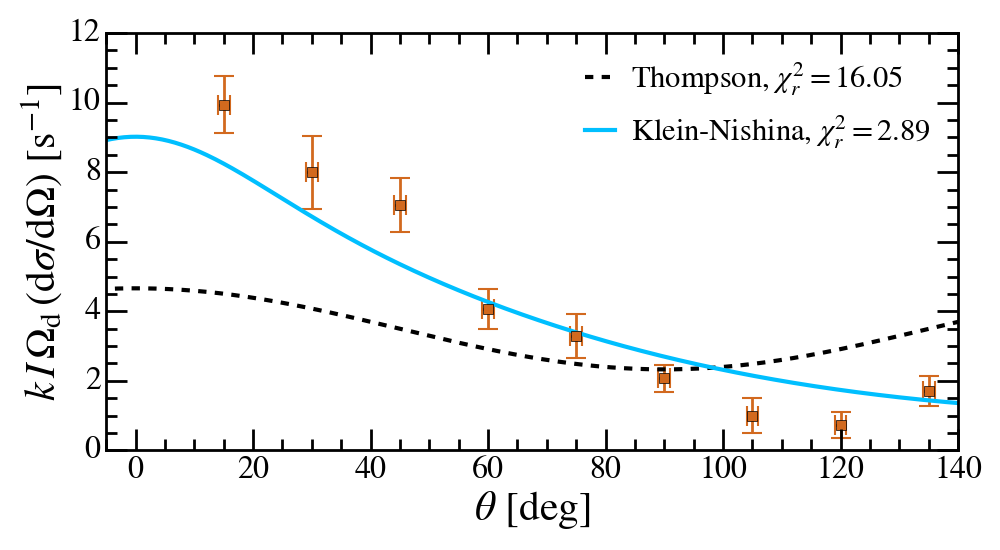 12
10
8
6
4
2
0
k I Ω_d (dσ/dΩ) [s⁻¹]
Thompson, χ²ᵣ = 16.05
Klein-Nishina, χ²ᵣ = 2.89
0 20 40 60 80 100 120 140
θ [deg]